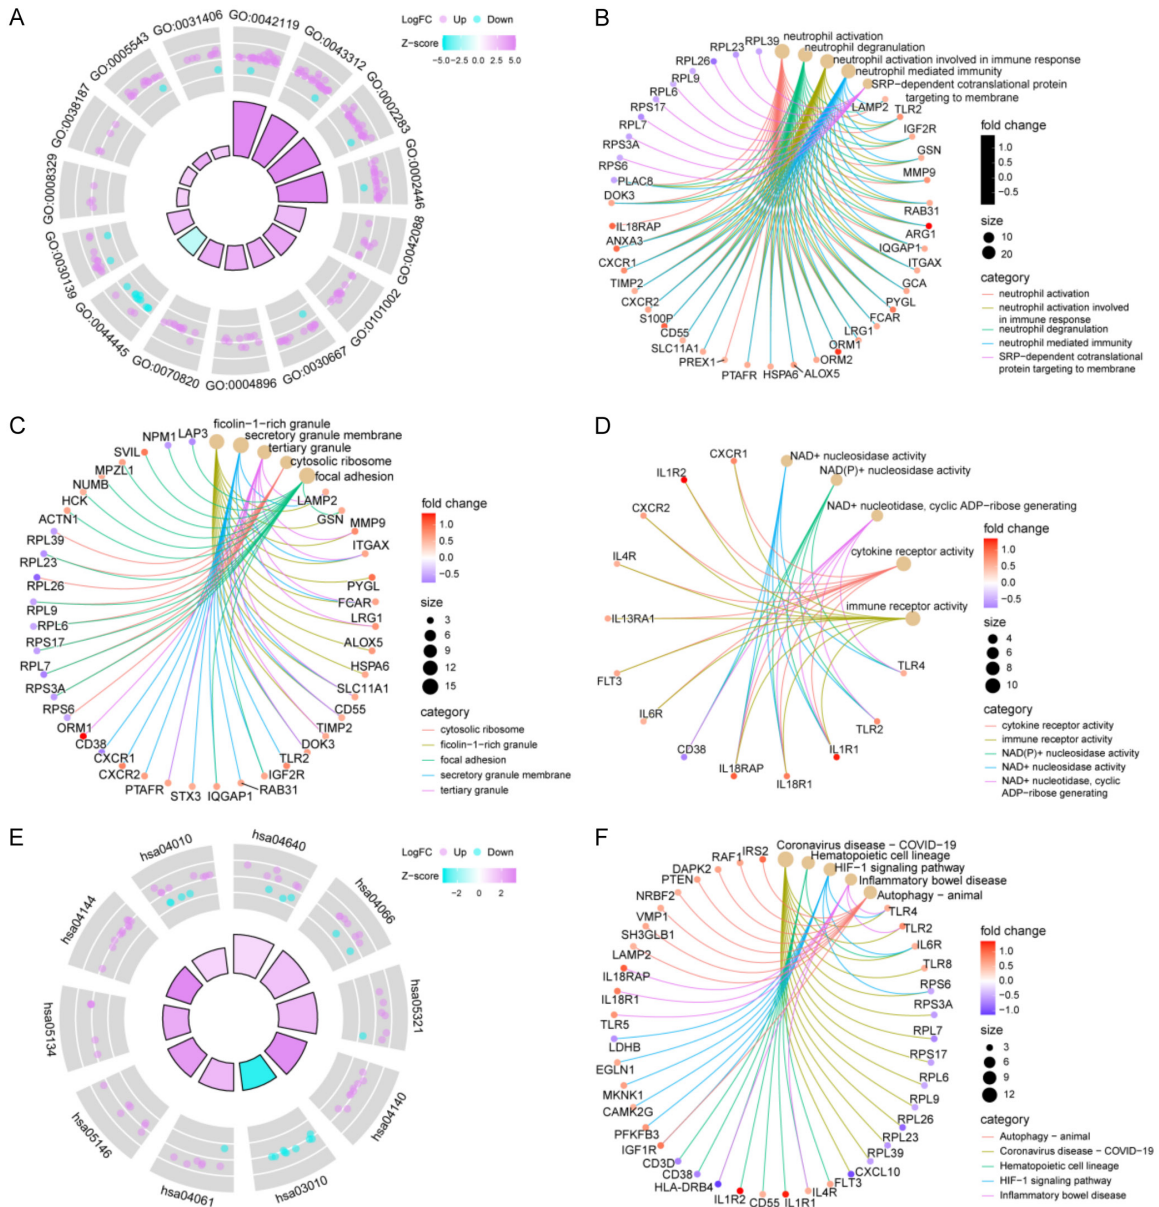 A
GO:0042119
GO:0043312
GO:0002283
GO:0002446
GO:0042088
GO:0101002
GO:0030667
GO:0004896
GO:0070820
GO:0044445
GO:0030139
GO:0008329
GO:0038187
GO:0005543
GO:0031406
LogFC Up Down
Z-score
-5.0 -2.5 0.0 2.5 5.0
B
neutrophil activation
neutrophil degranulation
neutrophil activation involved in immune response
neutrophil mediated immunity
SRP-dependent cotranslational protein
targeting to membrane
LAMP2
TLR2
IGF2R
GSN
MMP9
RAB31
ARG1
IQGAP1
ITGAX
GCA
PYGL
FCAR
LRG1
ORM1
ORM2
ALOX5
HSPA6
PTAFR
PREX1
SLC11A1
CD55
S100P
CXCR2
TIMP2
CXCR1
ANXA3
IL18RAP
DOK3
PLAC8
RPS6
RPS3A
RPL7
RPS17
RPL6
RPL9
RPL26
RPL23
RPL39
fold change
1.0
0.5
0.0
-0.5
size
10
20
category
neutrophil activation
neutrophil activation involved
in immune response
neutrophil degranulation
neutrophil mediated immunity
SRP-dependent cotranslational
protein targeting to membrane
C
ficolin-1-rich granule
secretory granule membrane
tertiary granule
cytosolic ribosome
focal adhesion
LAMP2
GSN
MMP9
ITGAX
PYGL
FCAR
LRG1
ALOX5
HSPA6
SLC11A1
CD55
TIMP2
DOK3
TLR2
IGF2R
RAB31
IQGAP1
STX3
PTAFR
CXCR2
CXCR1
CD38
ORM1
RPS6
RPS3A
RPL7
RPS17
RPL6
RPL9
RPL26
RPL23
RPL39
ACTN1
HCK
NUMB
MPZL1
SVIL
NPM1
LAP3
fold change
1.0
0.5
0.0
-0.5
size
3
6
9
12
15
category
cytosolic ribosome
ficolin-1-rich granule
focal adhesion
secretory granule membrane
tertiary granule
D
NAD+ nucleosidase activity
NAD(P)+ nucleosidase activity
NAD+ nucleotidase, cyclic ADP-ribose generating
cytokine receptor activity
immune receptor activity
TLR4
TLR2
IL1R1
IL18R1
IL18RAP
CD38
IL6R
FLT3
IL13RA1
IL4R
CXCR2
IL1R2
CXCR1
fold change
1.0
0.5
0.0
-0.5
size
4
6
8
10
category
cytokine receptor activity
immune receptor activity
NAD(P)+ nucleosidase activity
NAD+ nucleosidase activity
NAD+ nucleotidase, cyclic
ADP-ribose generating
E
hsa04640
hsa04066
hsa05321
hsa04140
hsa03010
hsa04061
hsa05146
hsa05134
hsa04144
hsa04010
LogFC Up Down
Z-score
-2 0 2
F
Coronavirus disease - COVID-19
Hematopoietic cell lineage
HIF-1 signaling pathway
Inflammatory bowel disease
Autophagy - animal
TLR4
TLR2
IL6R
TLR8
RPS6
RPS3A
RPL7
RPS17
RPL6
RPL9
RPL26
RPL23
RPL39
CXCL10
FLT3
IL4R
IL1R1
CD55
IL1R2
HLA-DRB4
CD38
CD3D
IGF1R
PFKFB3
CAMK2G
MKNK1
EGLN1
LDHB
TLR5
IL18R1
IL18RAP
LAMP2
SH3GLB1
VMP1
NRBF2
PTEN
DAPK2
RAF1
IRS2
fold change
1.0
0.5
0.0
-0.5
-1.0
size
3
6
9
12
category
Autophagy - animal
Coronavirus disease - COVID-19
Hematopoietic cell lineage
HIF-1 signaling pathway
Inflammatory bowel disease